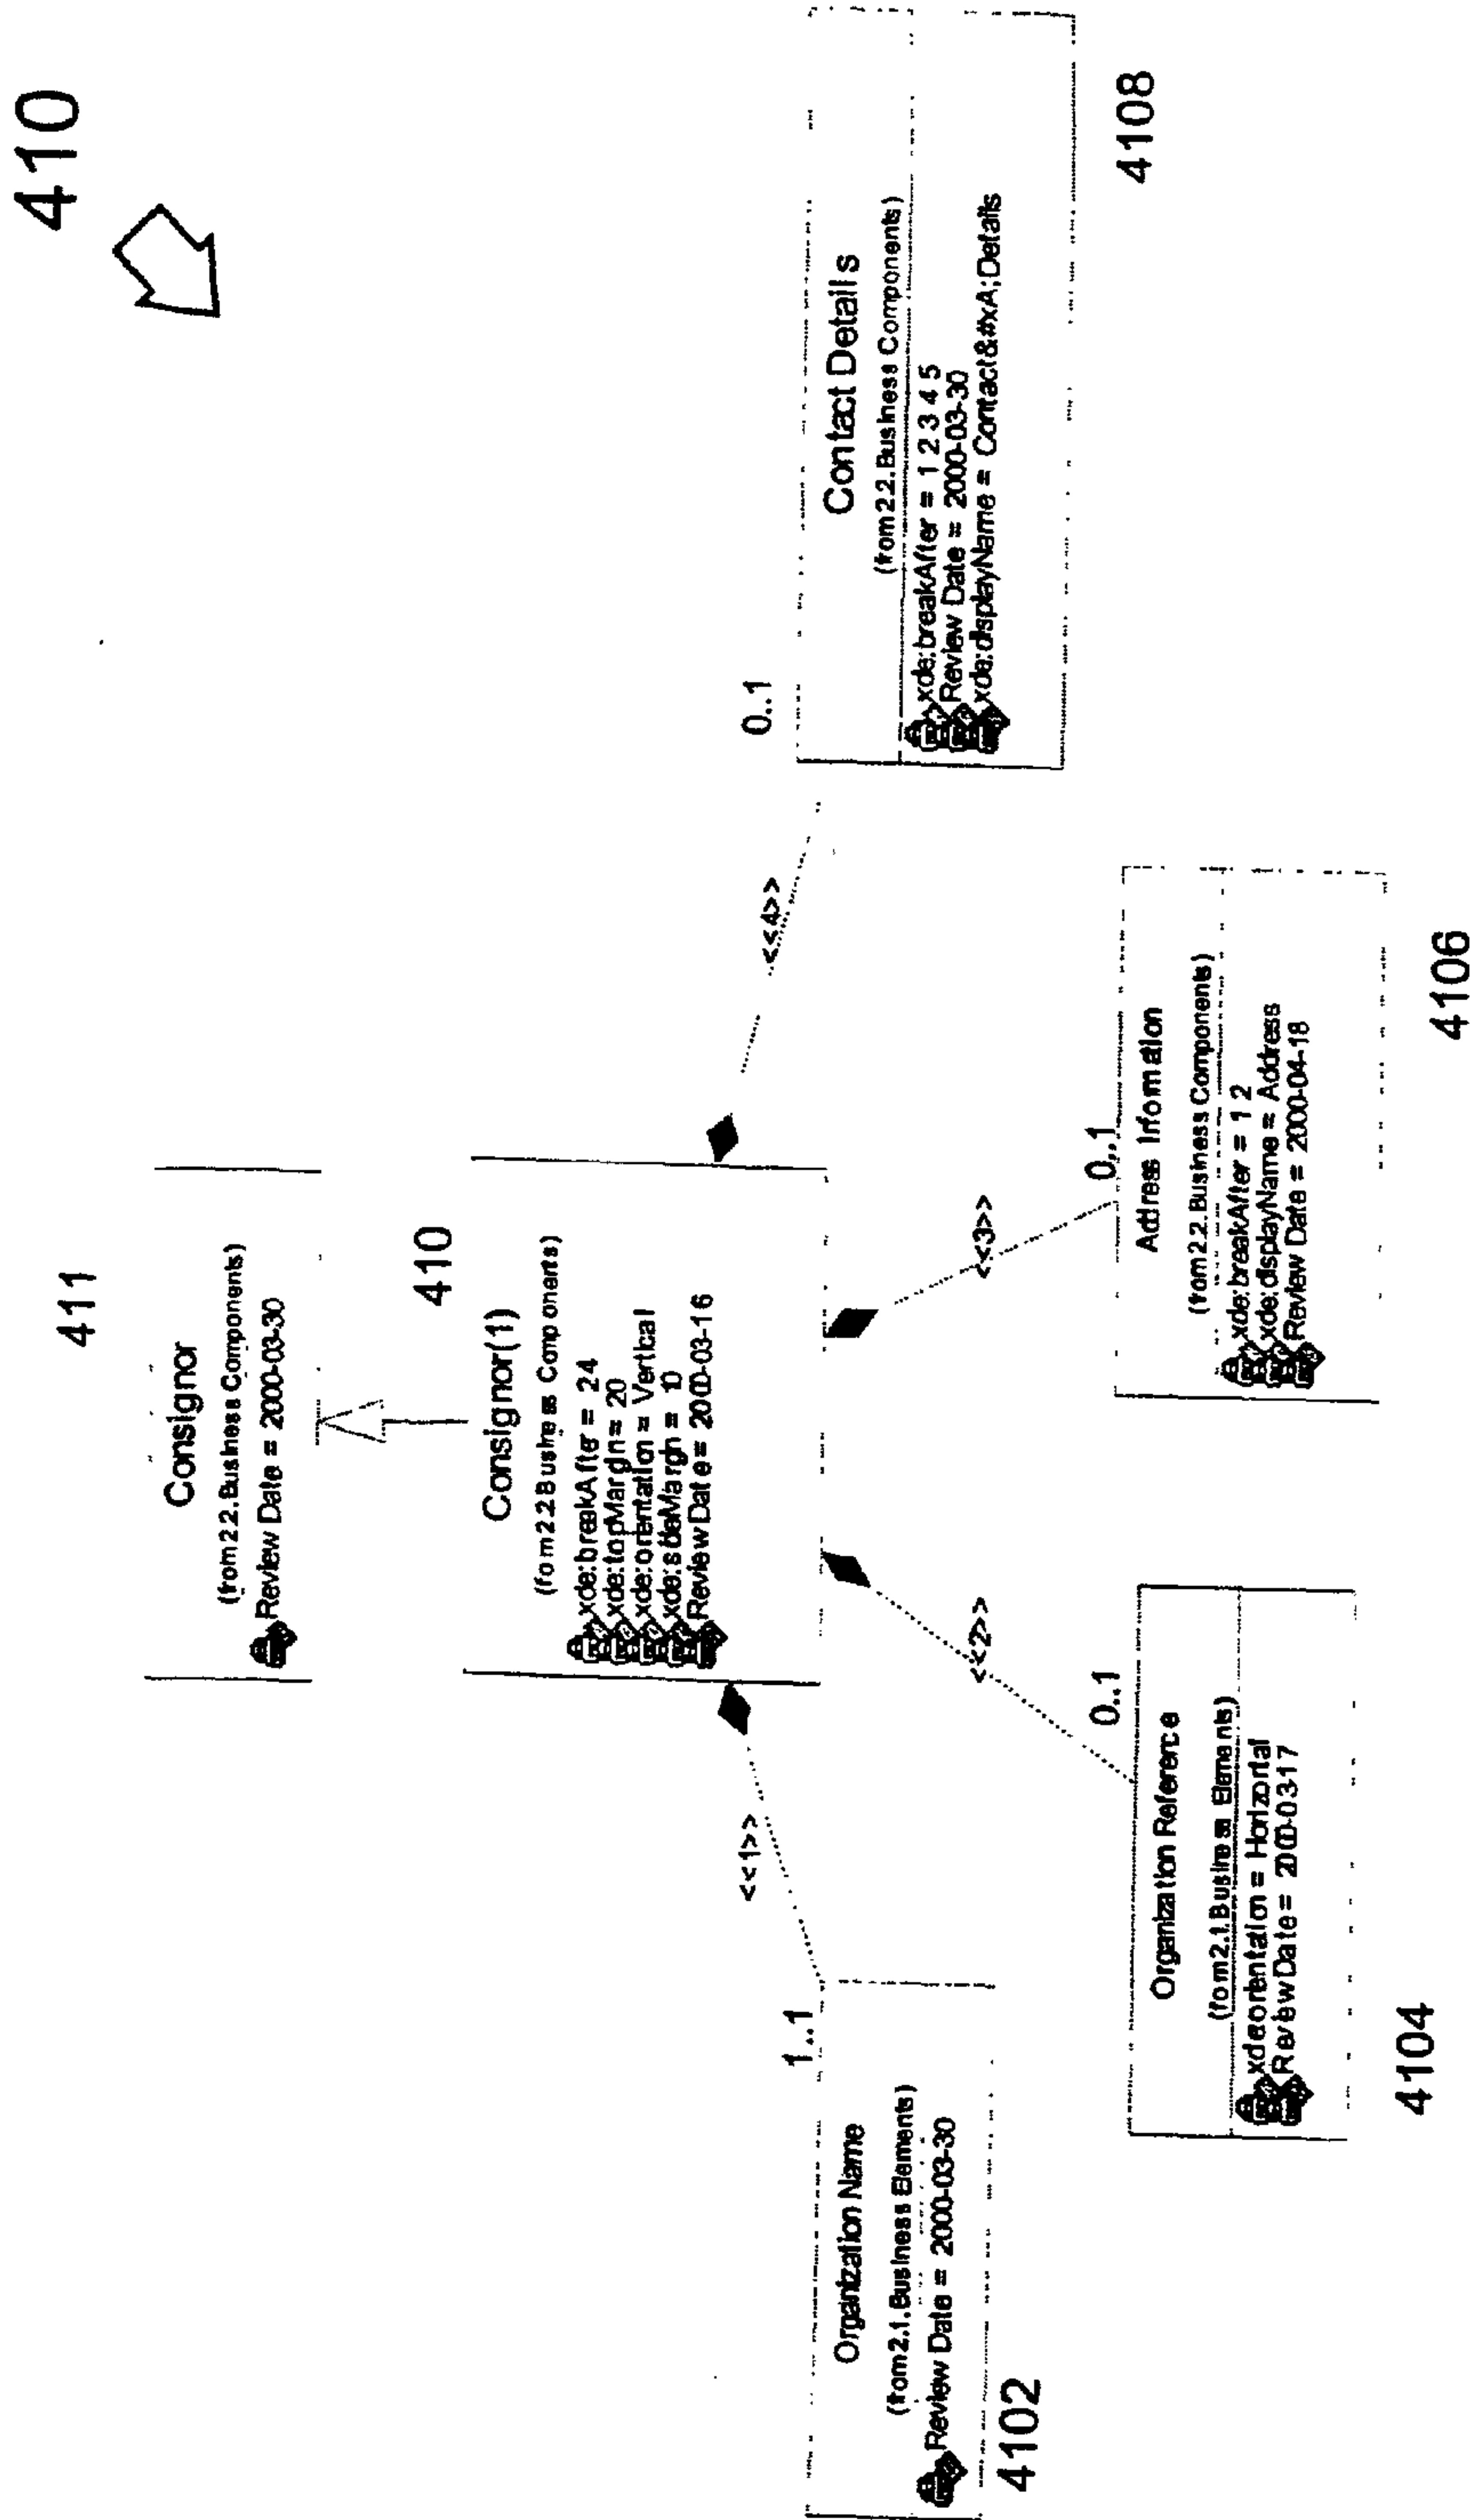 410
411
Consignor
(from 2.2.Business Components)
Review Date = 2000-03-30
410
Consignor(1)
(from 2.2 Business Components)
xde:breakAfter = 2 4
xde:topMargin = 20
xde:orientation = Vertical
xde:sideMargin = 10
Review Date = 2000-03-16
<<1>>
<<2>>
<<3>>
<<4>>
1..1
Organization Name
(from 2.1.Business Elements)
Review Date = 2000-03-30
4102
0..1
Organization Reference
(from 2.1.Business Elements)
xde:orientation = Horizontal
Review Date = 2000-03-17
4104
0..1
Address Information
(from 2.2.Business Components)
xde:breakAfter = 1 2
xde:displayName = Address
Review Date = 2000-04-18
4106
0..1
Contact Details
(from 2.2.Business Components)
xde:breakAfter = 1 2 3 4 5
Review Date = 2000-03-30
xde:displayName = Contact&#xA;Details
4108